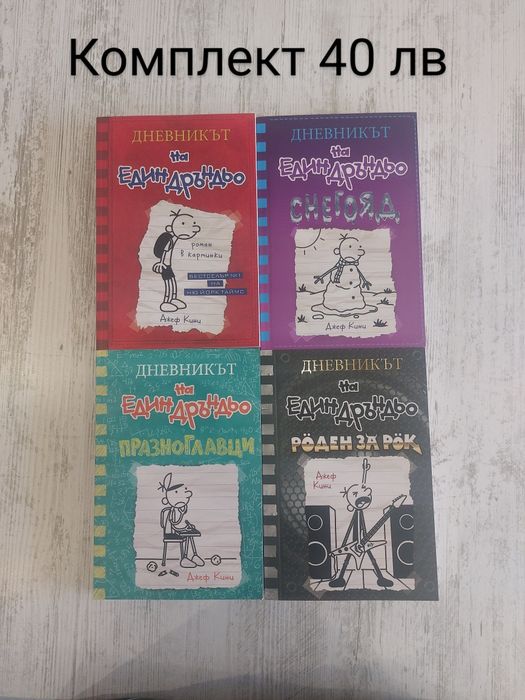 Комплект 40 лв
ДНЕВНИКЪТ
на
ЕДИН ДРЪНДЬО
роман
в картинки
БЕСТСЕЛЪР №1
НА
НЮ ЙОРК ТАЙМС
Джеф Кини
ДНЕВНИКЪТ
на
ЕДИН ДРЪНДЬО
СНЕГОЯД
Джеф Кини
ДНЕВНИКЪТ
на
ЕДИН ДРЪНДЬО
ПРАЗНОГЛАВЦИ
Джеф Кини
ДНЕВНИКЪТ
на
ЕДИН ДРЪНДЬО
РÖДЕН ЗА РÖК
Джеф
Кини